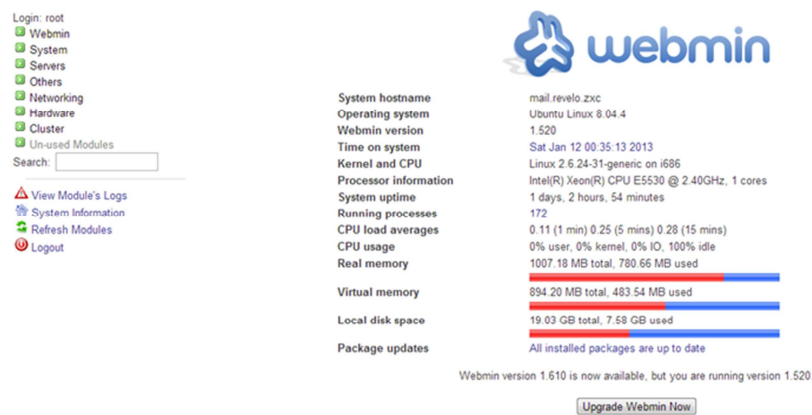 Login: root
Webmin
System
Servers
Others
Networking
Hardware
Cluster
Un-used Modules
Search:
View Module's Logs
System Information
Refresh Modules
Logout
webmin
System hostname mail.revelo.zxc
Operating system Ubuntu Linux 8.04.4
Webmin version 1.520
Time on system Sat Jan 12 00:35:13 2013
Kernel and CPU Linux 2.6.24-31-generic on i686
Processor information Intel(R) Xeon(R) CPU E5530 @ 2.40GHz, 1 cores
System uptime 1 days, 2 hours, 54 minutes
Running processes 172
CPU load averages 0.11 (1 min) 0.25 (5 mins) 0.28 (15 mins)
CPU usage 0% user, 0% kernel, 0% IO, 100% idle
Real memory 1007.18 MB total, 780.66 MB used
Virtual memory 894.20 MB total, 483.54 MB used
Local disk space 19.03 GB total, 7.58 GB used
Package updates All installed packages are up to date
Webmin version 1.610 is now available, but you are running version 1.520
Upgrade Webmin Now